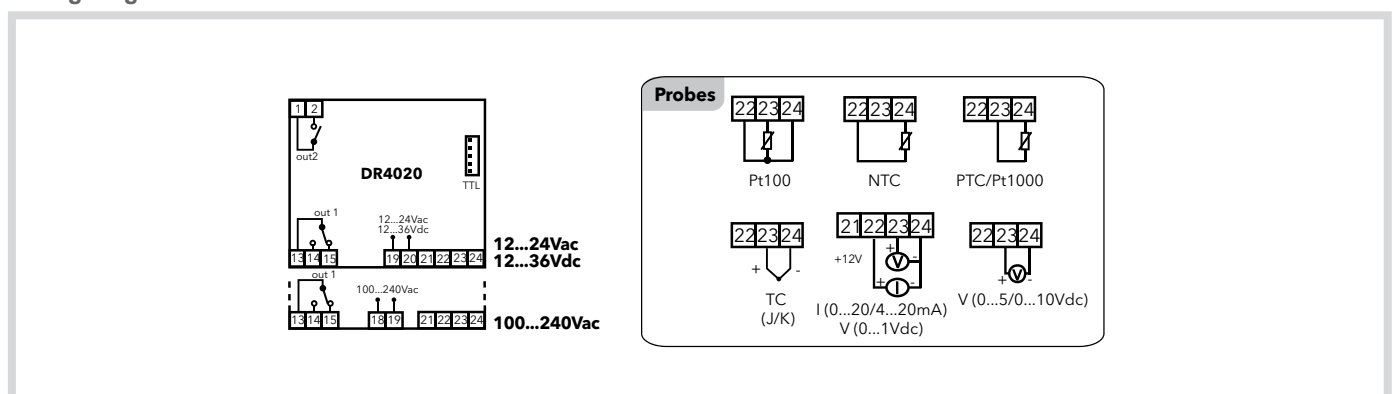 1 2
out2
DR4020
TTL
out 1
12...24Vac
12...36Vdc
13 14 15 19 20 21 22 23 24
12...24Vac
12...36Vdc
out 1
100...240Vac
13 14 15 18 19 21 22 23 24
100...240Vac
Probes
22 23 24
Pt100
22 23 24
NTC
22 23 24
PTC/Pt1000
22 23 24
+ -
TC
(J/K)
21 22 23 24
+12V
+ V -
+ I -
I (0...20/4...20mA)
V (0...1Vdc)
22 23 24
+ V -
V (0...5/0...10Vdc)